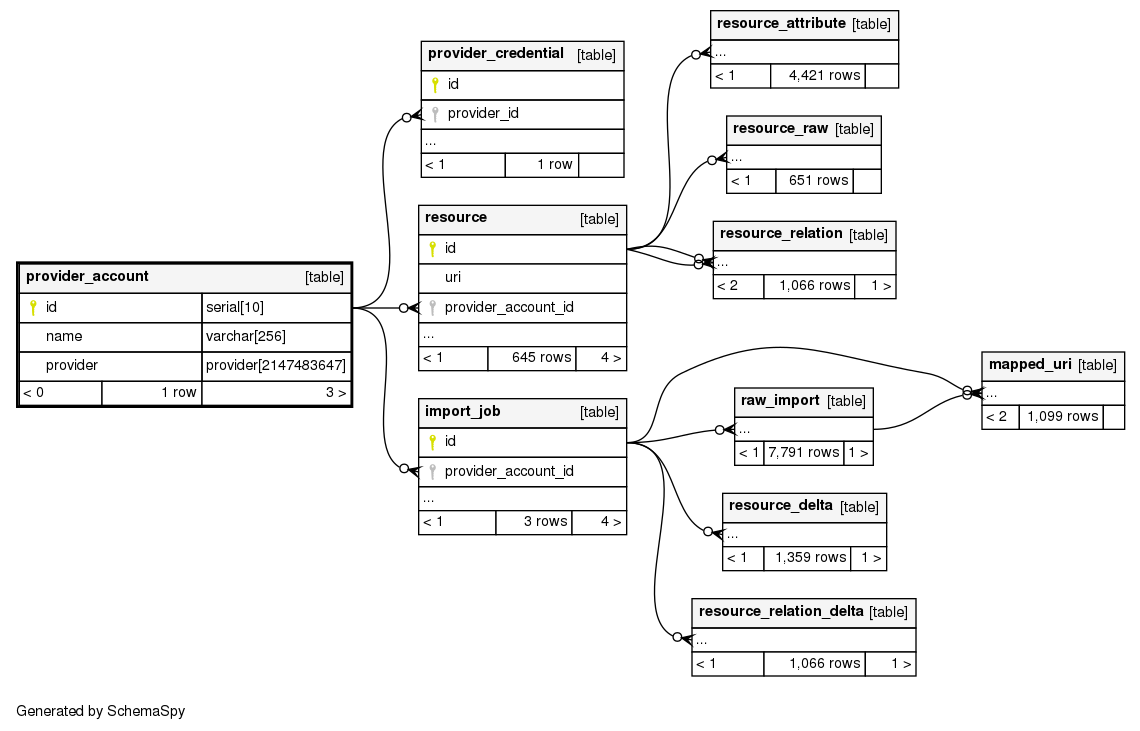 provider_account [table]
id serial[10]
name varchar[256]
provider provider[2147483647]
< 0 1 row 3 >
provider_credential [table]
id
provider_id
...
< 1 1 row
resource [table]
id
uri
provider_account_id
...
< 1 645 rows 4 >
import_job [table]
id
provider_account_id
...
< 1 3 rows 4 >
resource_attribute [table]
...
< 1 4,421 rows
resource_raw [table]
...
< 1 651 rows
resource_relation [table]
...
< 2 1,066 rows 1 >
raw_import [table]
...
< 1 7,791 rows 1 >
resource_delta [table]
...
< 1 1,359 rows 1 >
resource_relation_delta [table]
...
< 1 1,066 rows 1 >
mapped_uri [table]
...
< 2 1,099 rows
Generated by SchemaSpy